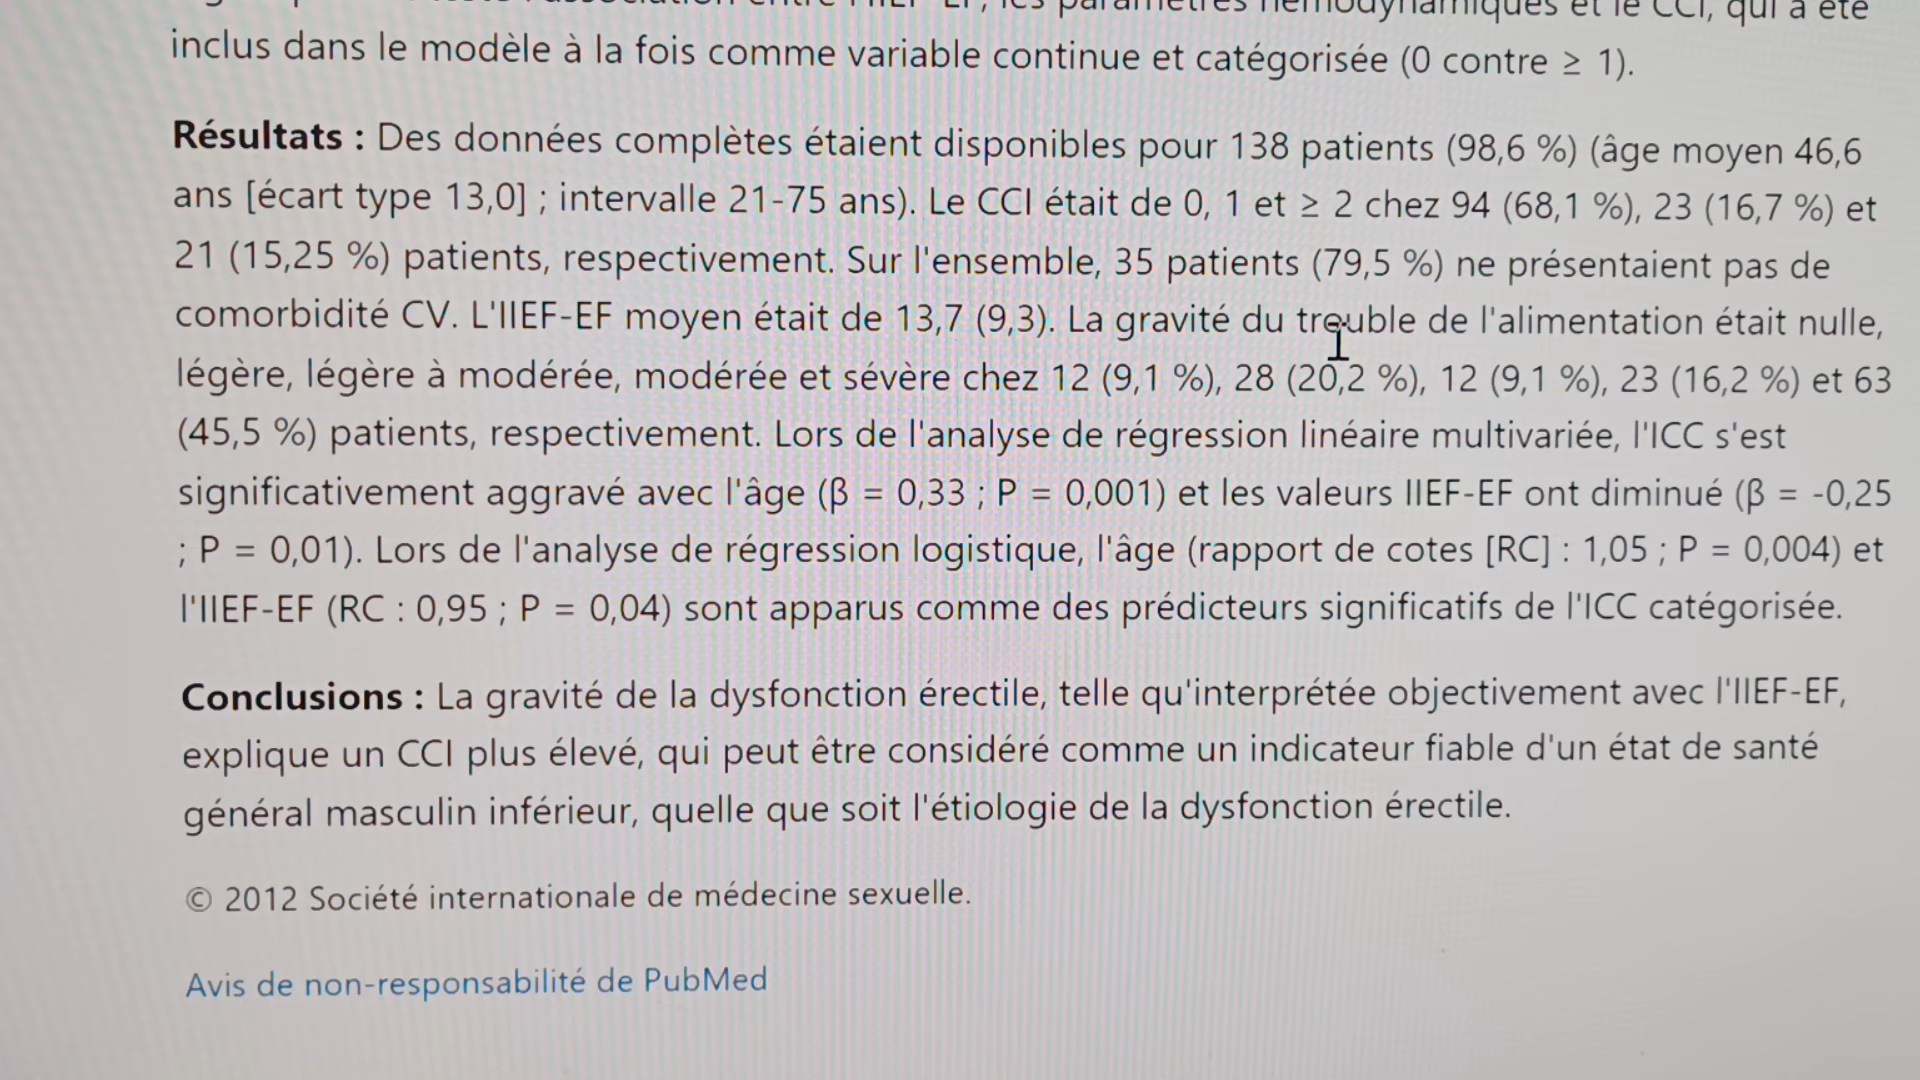 paramètres hémodynamiques et le CCI, qui a été
inclus dans le modèle à la fois comme variable continue et catégorisée (0 contre ≥ 1).
Résultats : Des données complètes étaient disponibles pour 138 patients (98,6 %) (âge moyen 46,6
ans [écart type 13,0] ; intervalle 21-75 ans). Le CCI était de 0, 1 et ≥ 2 chez 94 (68,1 %), 23 (16,7 %) et
21 (15,25 %) patients, respectivement. Sur l'ensemble, 35 patients (79,5 %) ne présentaient pas de
comorbidité CV. L'IIEF-EF moyen était de 13,7 (9,3). La gravité du trouble de l'alimentation était nulle,
légère, légère à modérée, modérée et sévère chez 12 (9,1 %), 28 (20,2 %), 12 (9,1 %), 23 (16,2 %) et 63
(45,5 %) patients, respectivement. Lors de l'analyse de régression linéaire multivariée, l'ICC s'est
significativement aggravé avec l'âge (β = 0,33 ; P = 0,001) et les valeurs IIEF-EF ont diminué (β = -0,25
; P = 0,01). Lors de l'analyse de régression logistique, l'âge (rapport de cotes [RC] : 1,05 ; P = 0,004) et
l'IIEF-EF (RC : 0,95 ; P = 0,04) sont apparus comme des prédicteurs significatifs de l'ICC catégorisée.
Conclusions : La gravité de la dysfonction érectile, telle qu'interprétée objectivement avec l'IIEF-EF,
explique un CCI plus élevé, qui peut être considéré comme un indicateur fiable d'un état de santé
général masculin inférieur, quelle que soit l'étiologie de la dysfonction érectile.
© 2012 Société internationale de médecine sexuelle.
Avis de non-responsabilité de PubMed